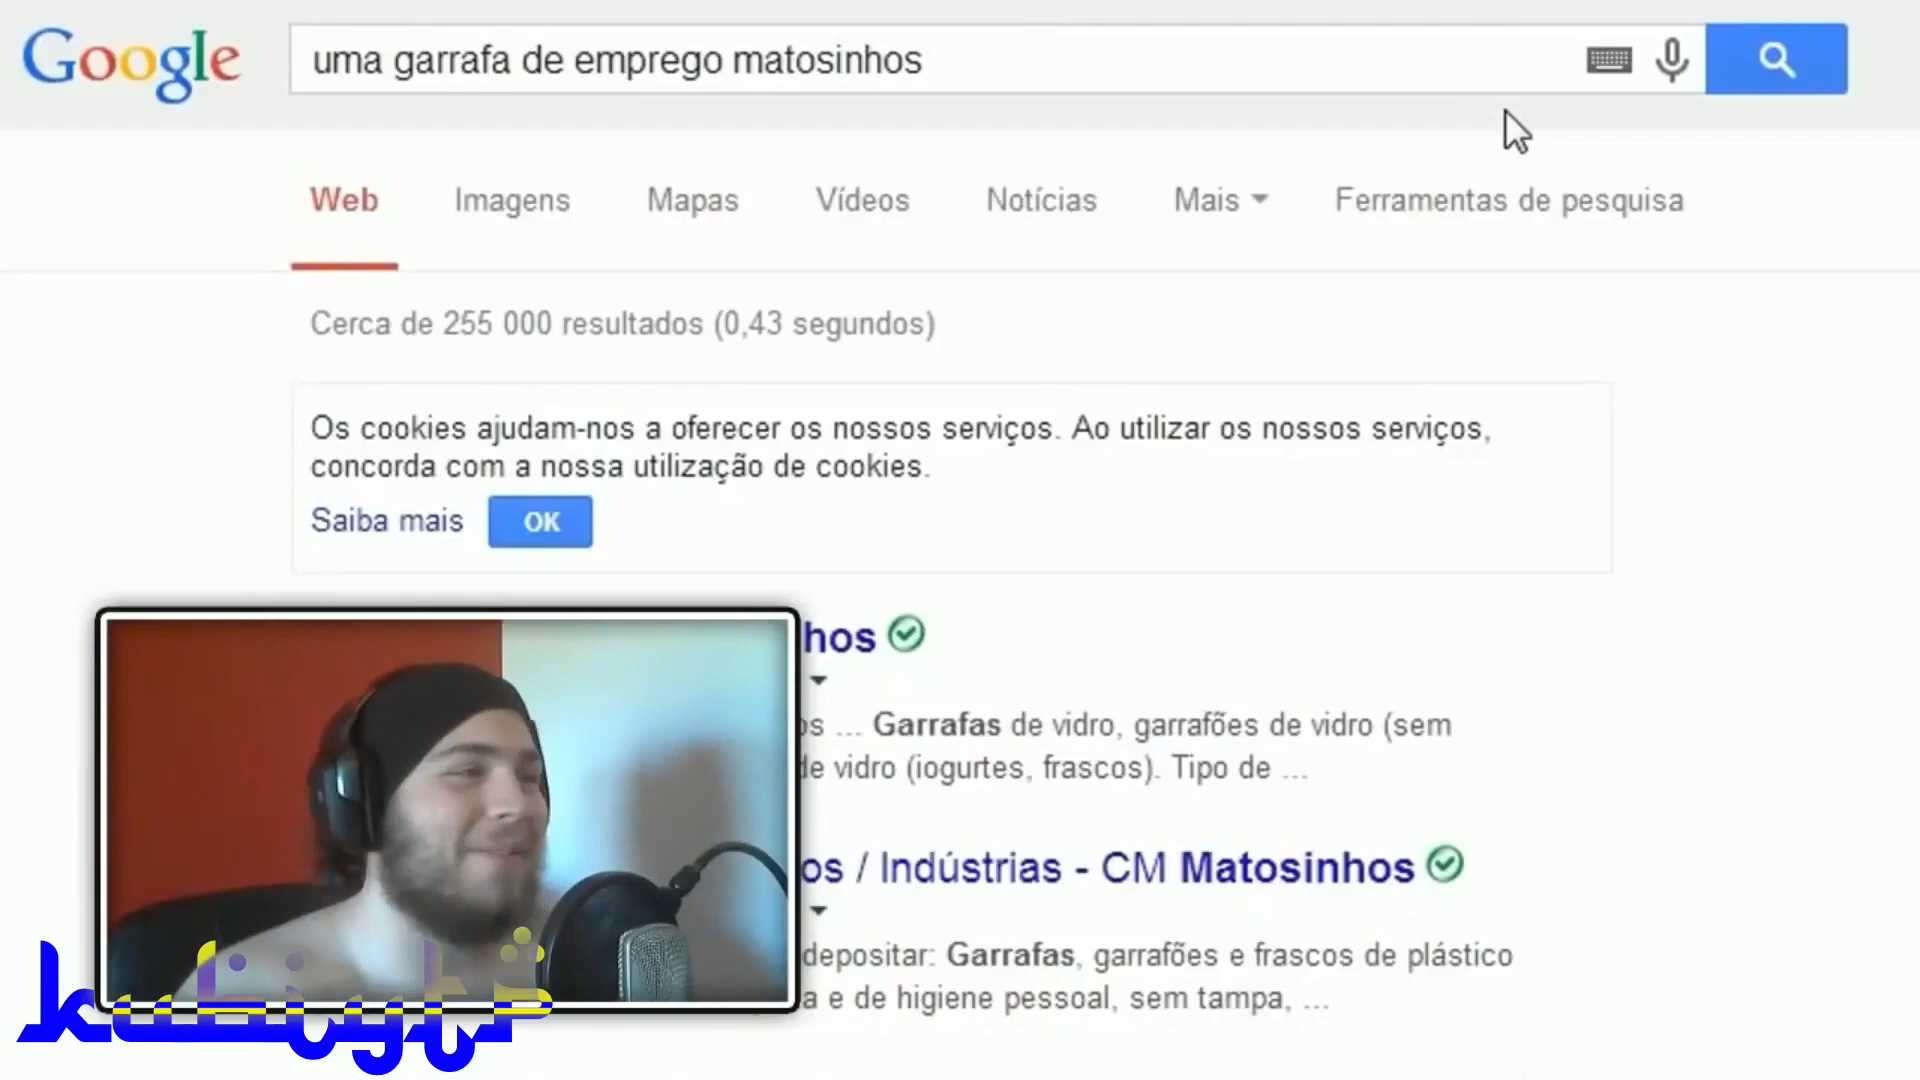 Google
uma garrafa de emprego matosinhos
Web Imagens Mapas Vídeos Notícias Mais Ferramentas de pesquisa
Cerca de 255 000 resultados (0,43 segundos)
Os cookies ajudam-nos a oferecer os nossos serviços. Ao utilizar os nossos serviços,
concorda com a nossa utilização de cookies.
Saiba mais OK
hos
os ... Garrafas de vidro, garrafões de vidro (sem
de vidro (iogurtes, frascos). Tipo de ...
os / Indústrias - CM Matosinhos
depositar: Garrafas, garrafões e frascos de plástico
a e de higiene pessoal, sem tampa, ...